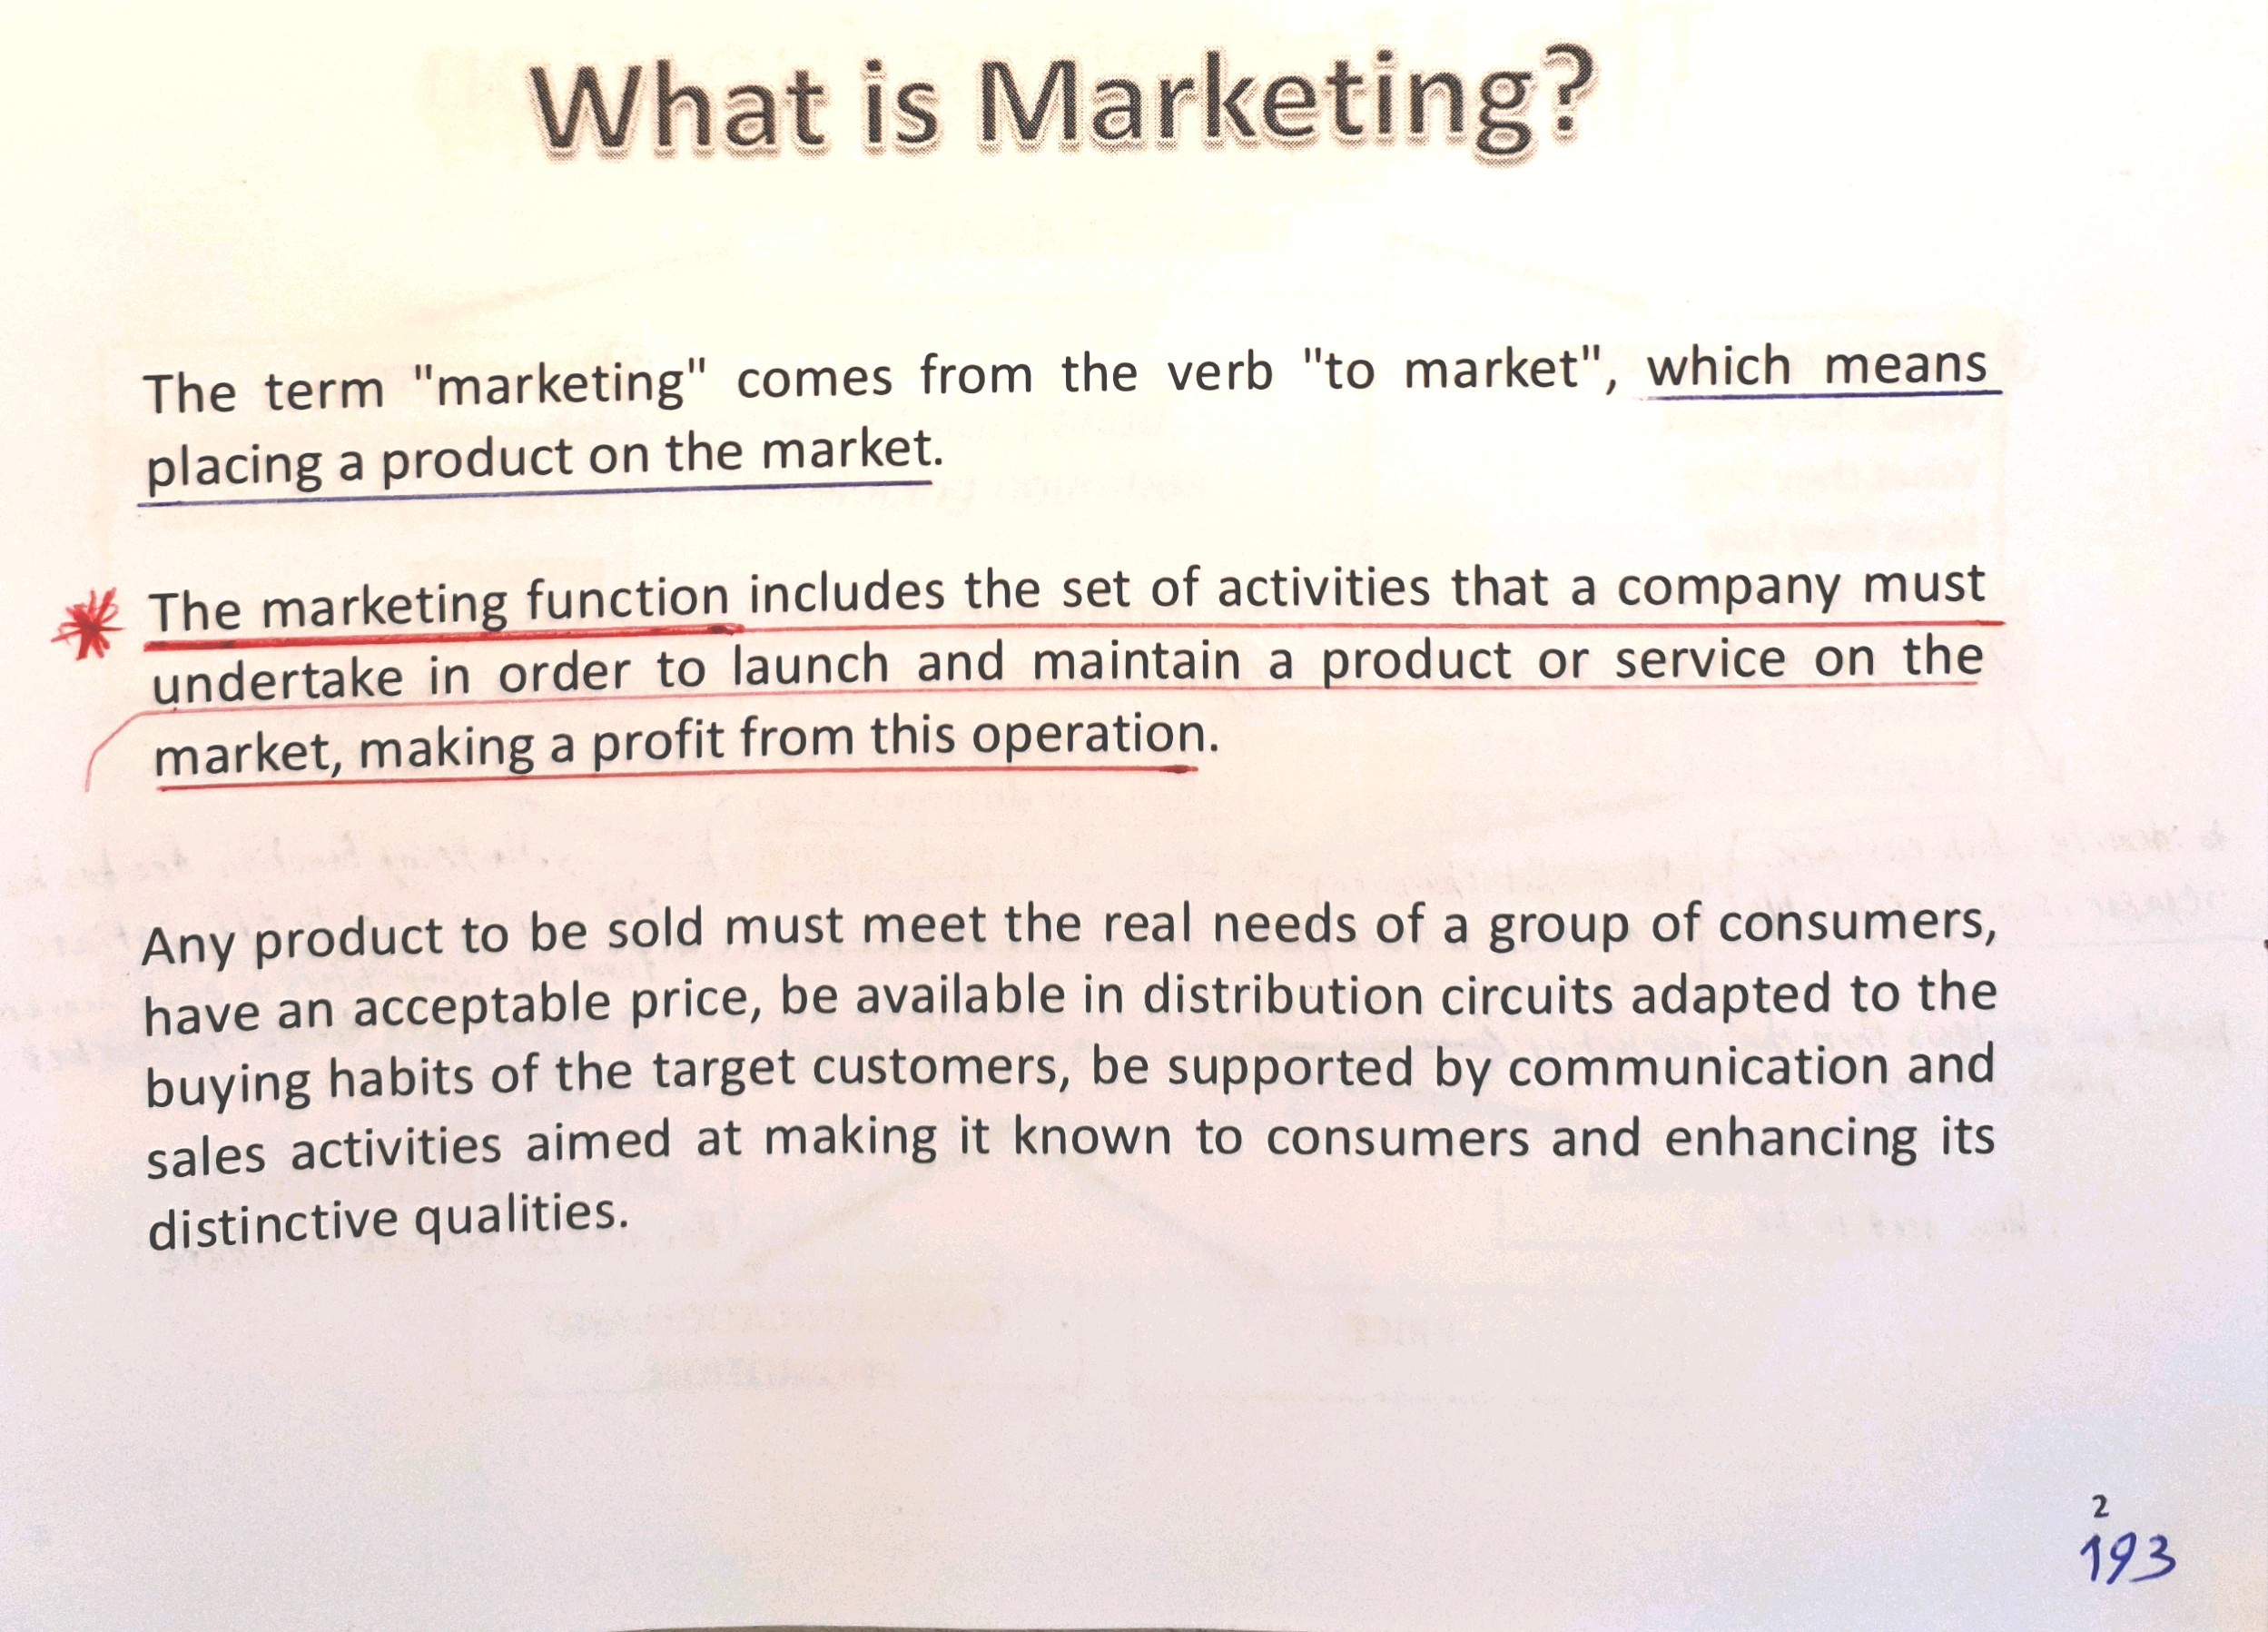 What is Marketing?
The term "marketing" comes from the verb "to market", which means
placing a product on the market.
The marketing function includes the set of activities that a company must
undertake in order to launch and maintain a product or service on the
market, making a profit from this operation.
Any product to be sold must meet the real needs of a group of consumers,
have an acceptable price, be available in distribution circuits adapted to the
buying habits of the target customers, be supported by communication and
sales activities aimed at making it known to consumers and enhancing its
distinctive qualities.
2
193